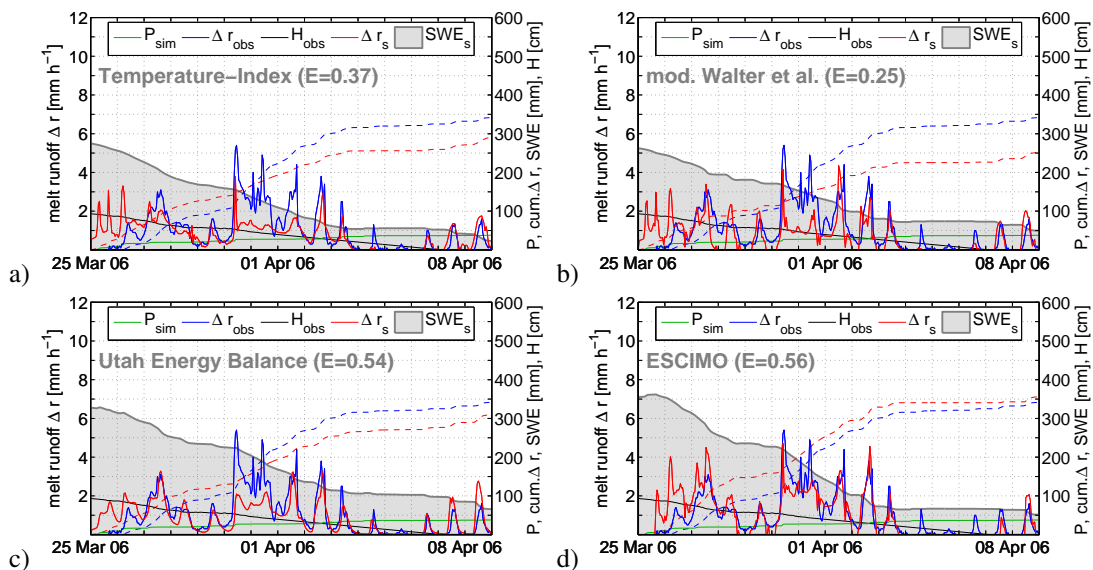 12 P_sim Δ r_obs H_obs Δ r_s SWE_s 600
10 Temperature−Index (E=0.37) 500
8 400
6 300
4 200
2 100
0
melt runoff Δ r [mm h⁻¹]
P, cum.Δ r, SWE [mm], H [cm]
25 Mar 06 01 Apr 06 08 Apr 06
a)
12 P_sim Δ r_obs H_obs Δ r_s SWE_s 600
10 mod. Walter et al. (E=0.25) 500
8 400
6 300
4 200
2 100
0
melt runoff Δ r [mm h⁻¹]
P, cum.Δ r, SWE [mm], H [cm]
25 Mar 06 01 Apr 06 08 Apr 06
b)
12 P_sim Δ r_obs H_obs Δ r_s SWE_s 600
10 Utah Energy Balance (E=0.54) 500
8 400
6 300
4 200
2 100
0
melt runoff Δ r [mm h⁻¹]
P, cum.Δ r, SWE [mm], H [cm]
25 Mar 06 01 Apr 06 08 Apr 06
c)
12 P_sim Δ r_obs H_obs Δ r_s SWE_s 600
10 ESCIMO (E=0.56) 500
8 400
6 300
4 200
2 100
0
melt runoff Δ r [mm h⁻¹]
P, cum.Δ r, SWE [mm], H [cm]
25 Mar 06 01 Apr 06 08 Apr 06
d)